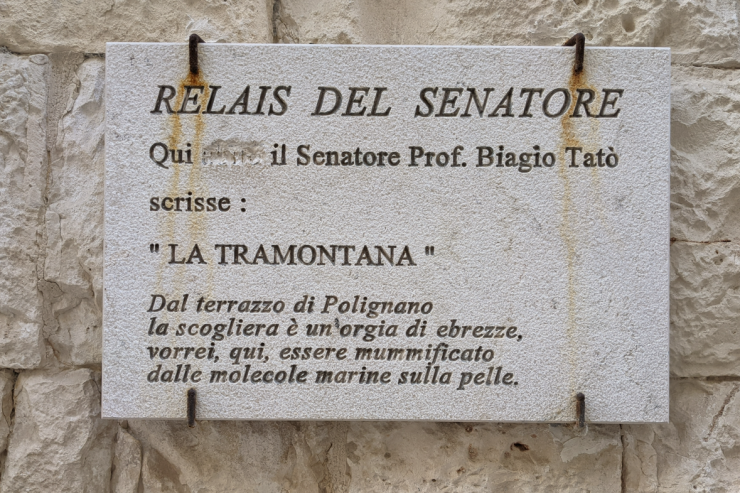 RELAIS DEL SENATORE
Qui il Senatore Prof. Biagio Tatò
scrisse :
" LA TRAMONTANA "
Dal terrazzo di Polignano
la scogliera è un'orgia di ebrezze,
vorrei, qui, essere mummificato
dalle molecole marine sulla pelle.